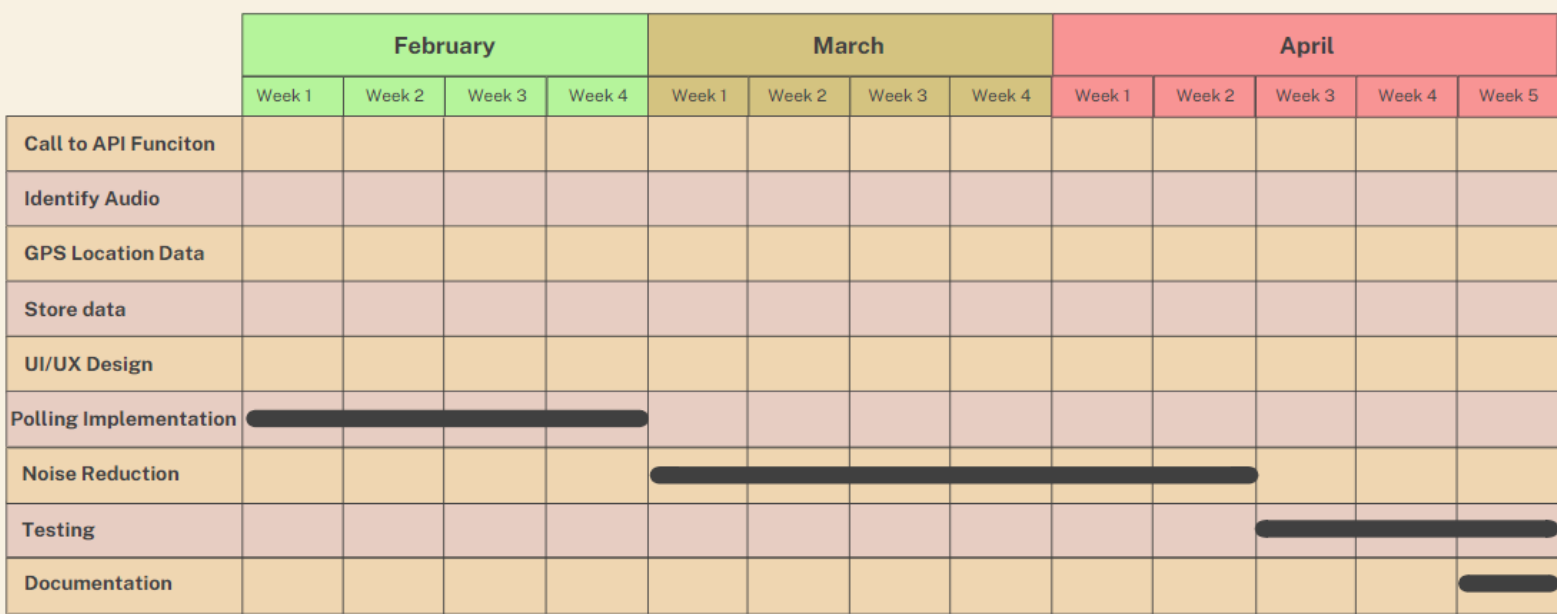 February March April
Week 1 Week 2 Week 3 Week 4 Week 1 Week 2 Week 3 Week 4 Week 1 Week 2 Week 3 Week 4 Week 5
Call to API Funciton
Identify Audio
GPS Location Data
Store data
UI/UX Design
Polling Implementation
Noise Reduction
Testing
Documentation